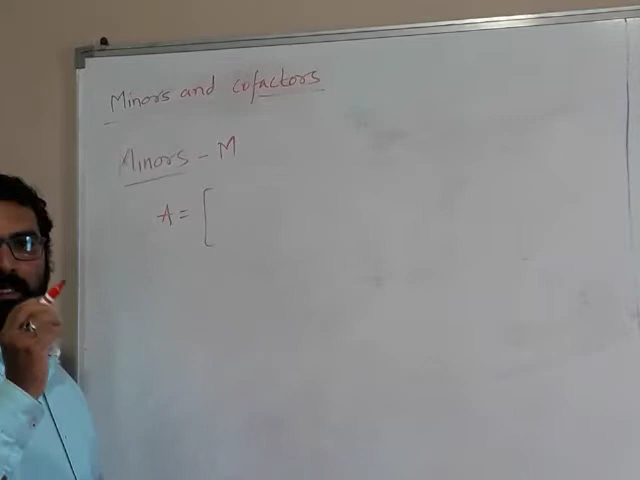 Minors and cofactors
Minors - M
A = [